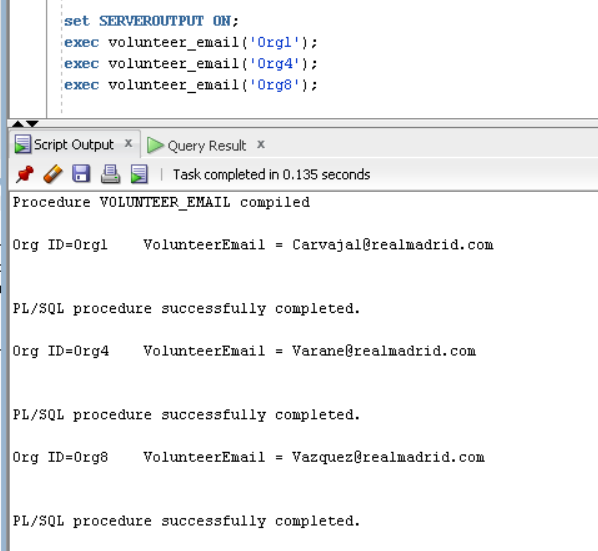 set SERVEROUTPUT ON;
exec volunteer_email('Org1');
exec volunteer_email('Org4');
exec volunteer_email('Org8');
Script Output x Query Result x
Task completed in 0.135 seconds
Procedure VOLUNTEER_EMAIL compiled
Org ID=Org1 VolunteerEmail = Carvajal@realmadrid.com
PL/SQL procedure successfully completed.
Org ID=Org4 VolunteerEmail = Varane@realmadrid.com
PL/SQL procedure successfully completed.
Org ID=Org8 VolunteerEmail = Vazquez@realmadrid.com
PL/SQL procedure successfully completed.